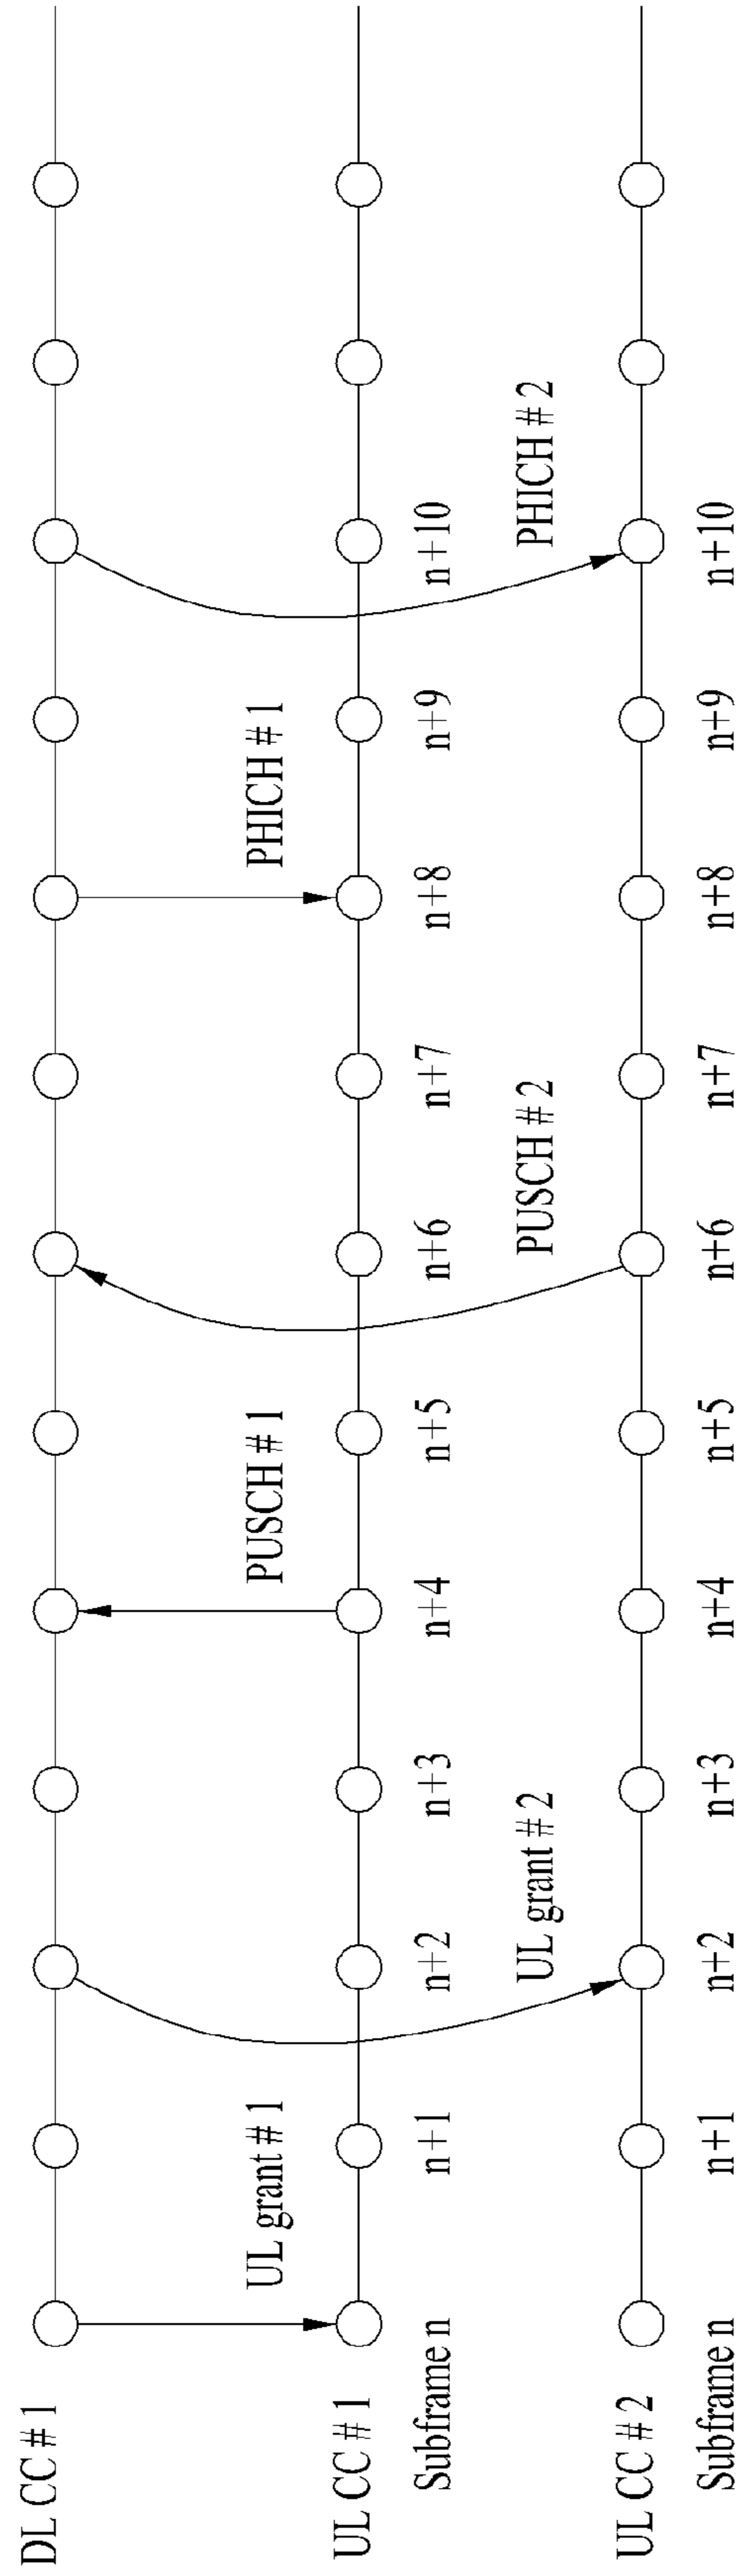 DL CC # 1
UL grant # 1
PUSCH # 1
PHICH # 1
UL CC # 1
Subframe n
n+1
n+2
n+3
n+4
n+5
n+6
n+7
n+8
n+9
n+10
UL grant # 2
PUSCH # 2
PHICH # 2
UL CC # 2
Subframe n
n+1
n+2
n+3
n+4
n+5
n+6
n+7
n+8
n+9
n+10